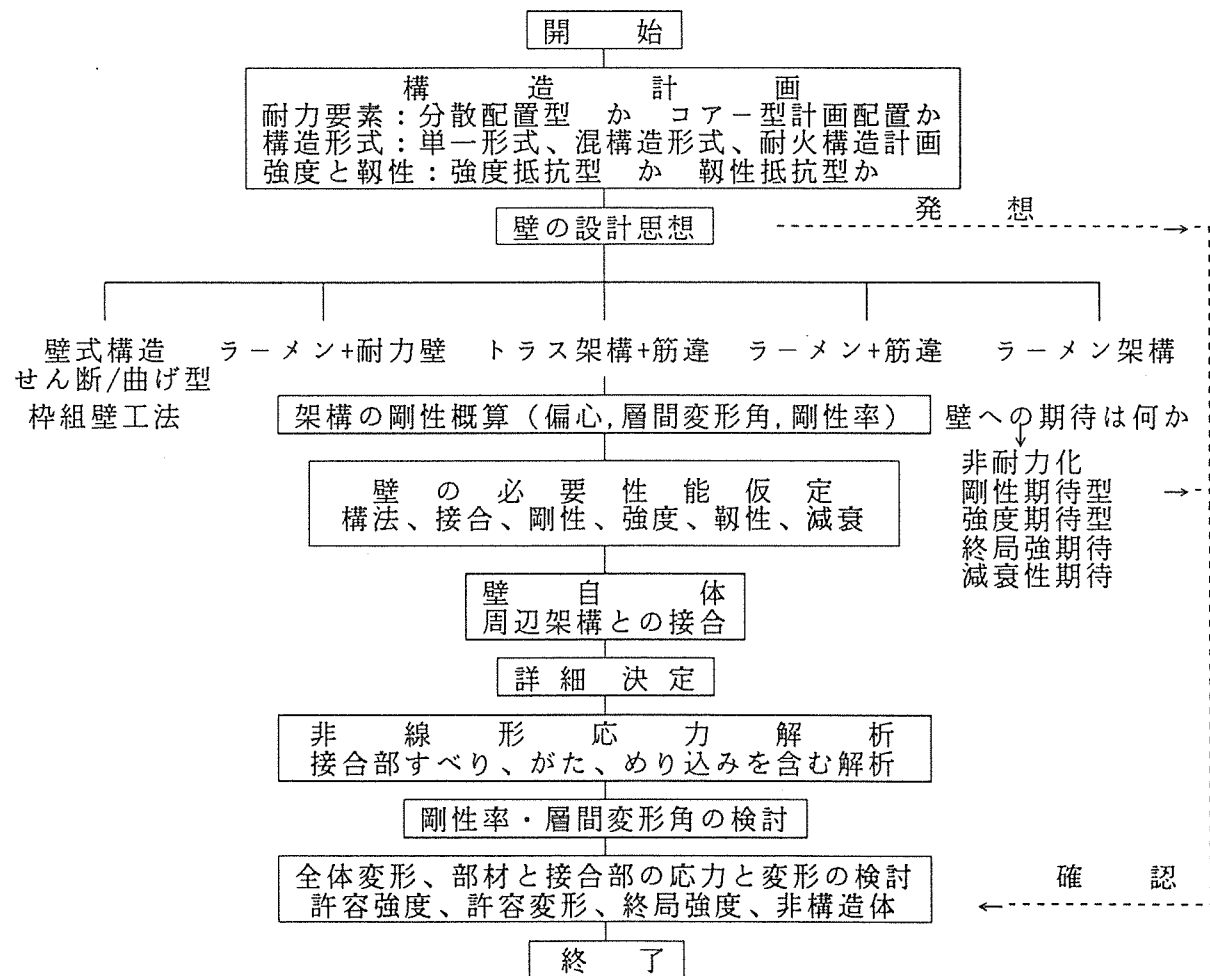 開始
構造計画
耐力要素:分散配置型 か コアー型計画配置か
構造形式:単一形式、混構造形式、耐火構造計画
強度と靭性:強度抵抗型 か 靭性抵抗型か
発想
壁の設計思想
壁式構造
せん断/曲げ型
枠組壁工法
ラーメン+耐力壁
トラス架構+筋違
ラーメン+筋違
ラーメン架構
架構の剛性概算(偏心,層間変形角,剛性率)
壁への期待は何か
非耐力化
剛性期待型
強度期待型
終局強期待
減衰性期待
壁の必要性能仮定
構法、接合、剛性、強度、靭性、減衰
壁自体
周辺架構との接合
詳細決定
非線形応力解析
接合部すべり、がた、めり込みを含む解析
剛性率・層間変形角の検討
全体変形、部材と接合部の応力と変形の検討
許容強度、許容変形、終局強度、非構造体
確認
終了